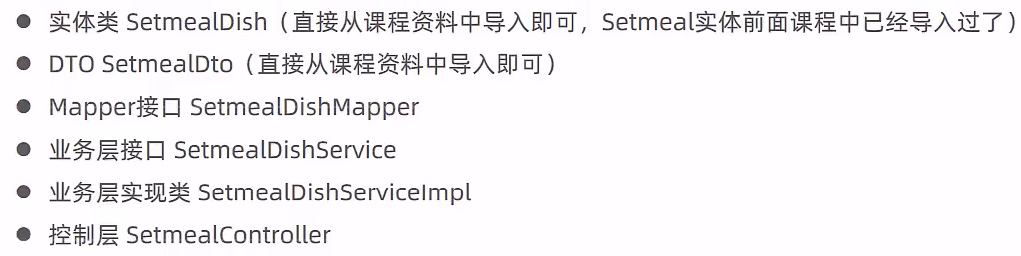 ● 实体类 SetmealDish（直接从课程资料中导入即可，Setmeal实体前面课程中已经导入过了）
● DTO SetmealDto（直接从课程资料中导入即可）
● Mapper接口 SetmealDishMapper
● 业务层接口 SetmealDishService
● 业务层实现类 SetmealDishServiceImpl
● 控制层 SetmealController